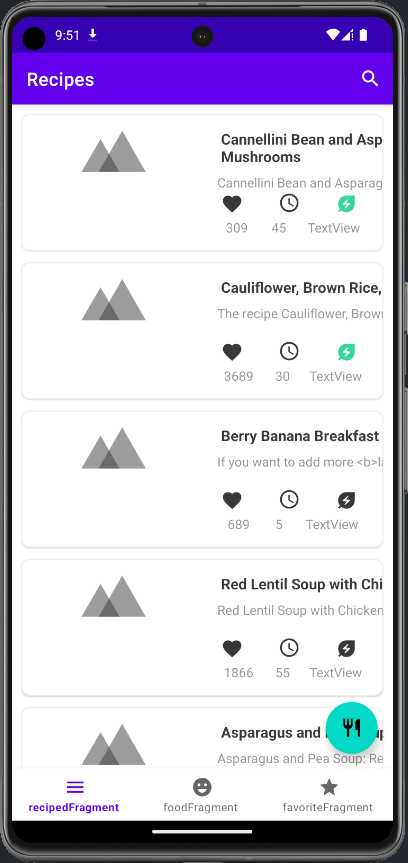 9:51
Recipes
Cannellini Bean and Asp
Mushrooms
Cannellini Bean and Asparag
309 45 TextView
Cauliflower, Brown Rice,
The recipe Cauliflower, Brown
3689 30 TextView
Berry Banana Breakfast
If you want to add more <b>la
689 5 TextView
Red Lentil Soup with Chi
Red Lentil Soup with Chicken
1866 55 TextView
Asparagus and
Asparagus and Pea Soup: Re
recipedFragment foodFragment favoriteFragment